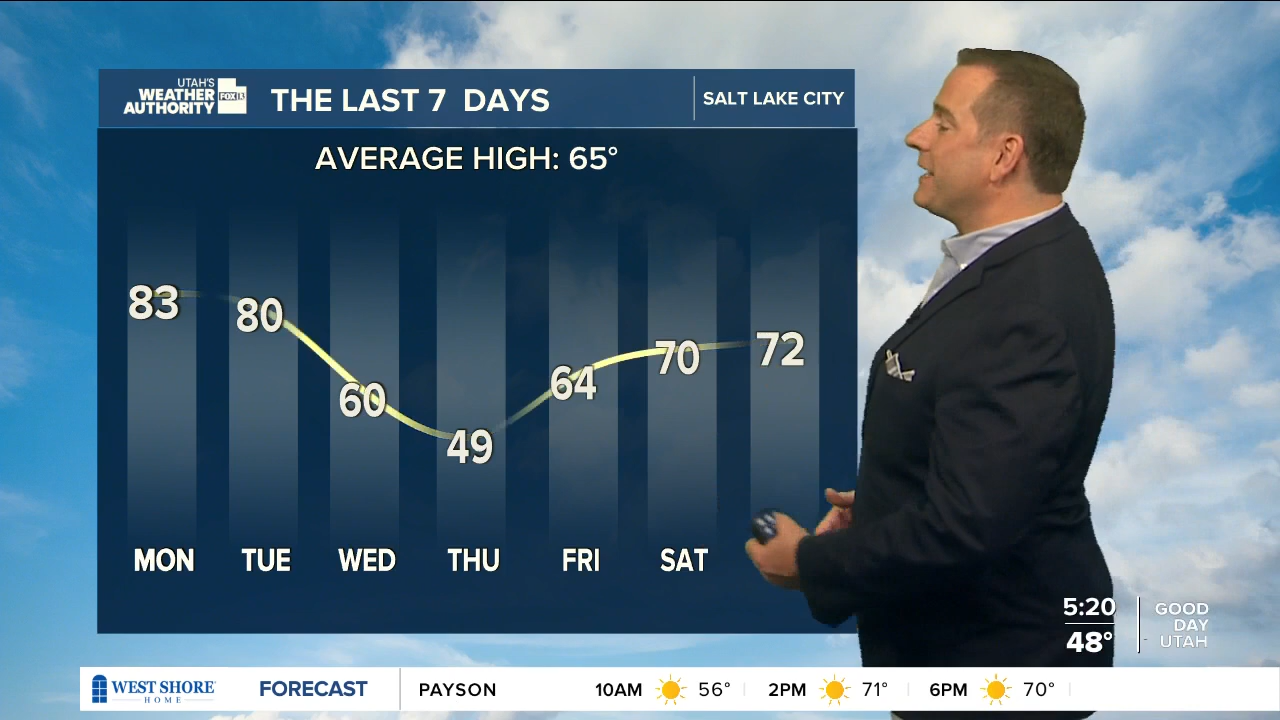 UTAH'S
WEATHER
AUTHORITY
FOX 13
THE LAST 7 DAYS
SALT LAKE CITY
AVERAGE HIGH: 65°
83
80
60
49
64
70
72
MON
TUE
WED
THU
FRI
SAT
5:20
48°
GOOD
DAY
UTAH
WEST SHORE
HOME
FORECAST
PAYSON
10AM 56°
2PM 71°
6PM 70°